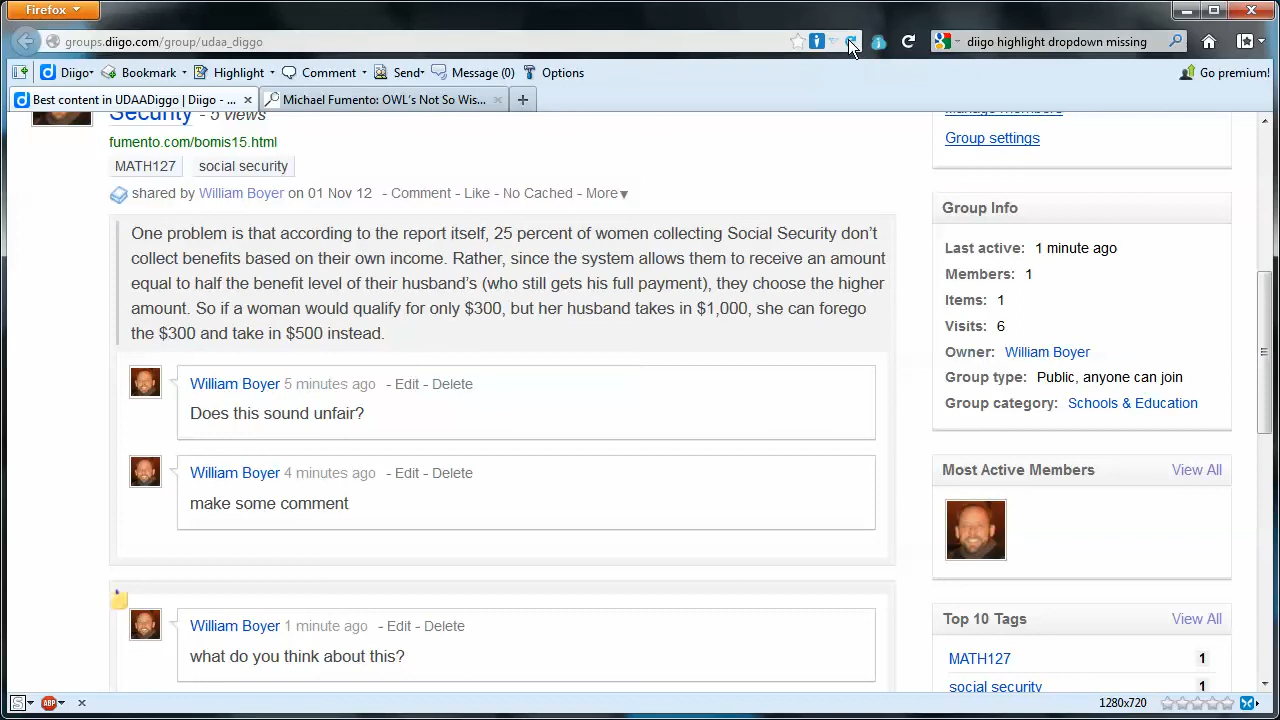 Firefox
groups.diigo.com/group/udaa_diggo
diigo highlight dropdown missing
Diigo
Bookmark
Highlight
Comment
Send
Message (0)
Options
Go premium!
Best content in UDAADiggo | Diigo - ...
Michael Fumento: OWL's Not So Wis...
Security - 5 views
fumento.com/bomis15.html
MATH127 social security
shared by William Boyer on 01 Nov 12 - Comment - Like - No Cached - More▼
One problem is that according to the report itself, 25 percent of women collecting Social Security don’t
collect benefits based on their own income. Rather, since the system allows them to receive an amount
equal to half the benefit level of their husband’s (who still gets his full payment), they choose the higher
amount. So if a woman would qualify for only $300, but her husband takes in $1,000, she can forego
the $300 and take in $500 instead.
William Boyer 5 minutes ago - Edit - Delete
Does this sound unfair?
William Boyer 4 minutes ago - Edit - Delete
make some comment
William Boyer 1 minute ago - Edit - Delete
what do you think about this?
Manage members
Group settings
Group Info
Last active: 1 minute ago
Members: 1
Items: 1
Visits: 6
Owner: William Boyer
Group type: Public, anyone can join
Group category: Schools & Education
Most Active Members View All
Top 10 Tags View All
MATH127 1
social security 1
S
ABP
1280x720